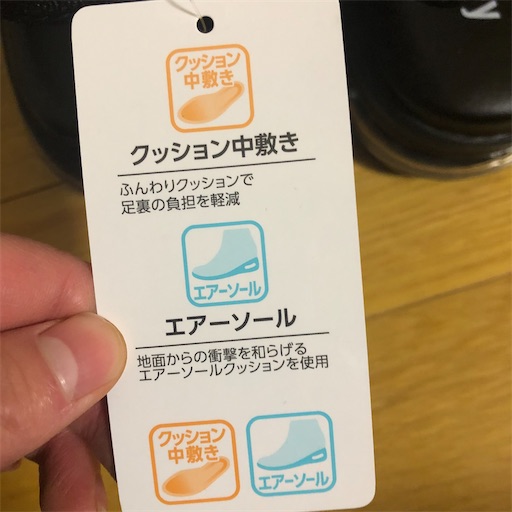 クッション
中敷き
クッション中敷き
ふんわりクッションで
足裏の負担を軽減
エアーソール
エアーソール
地面からの衝撃を和らげる
エアーソールクッションを使用
クッション
中敷き
エアーソール